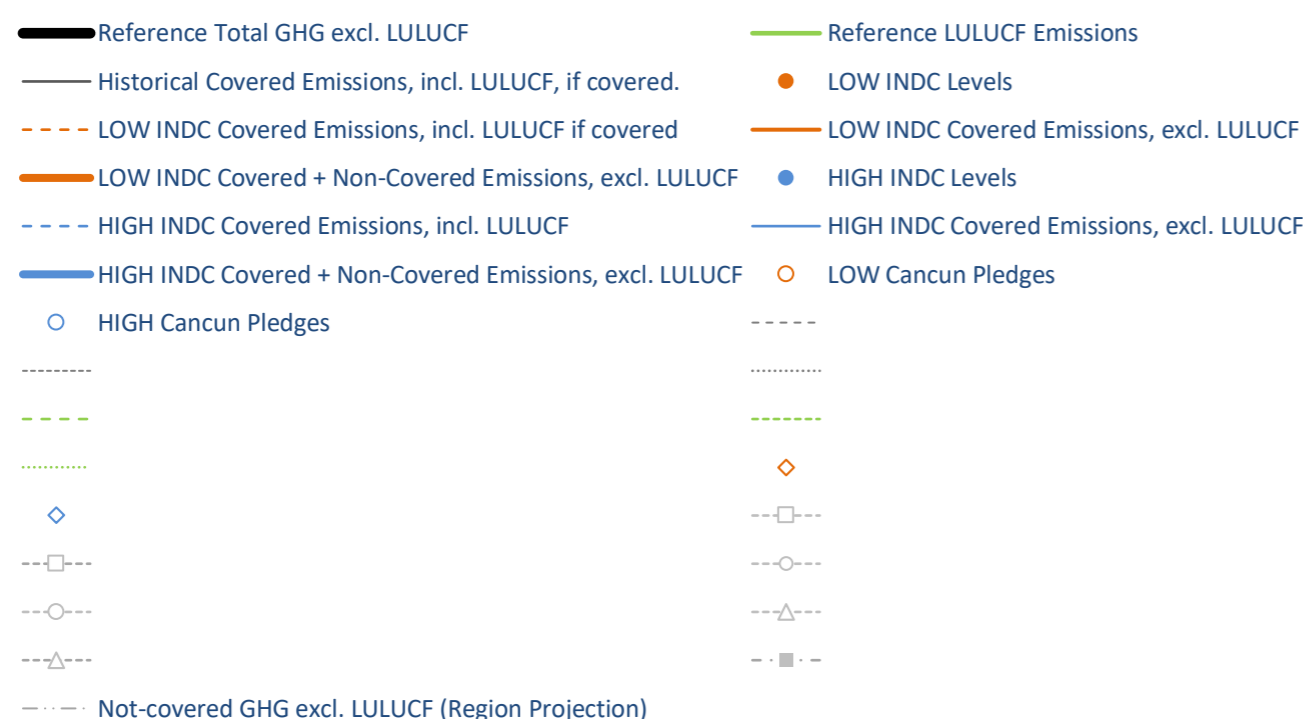 Reference Total GHG excl. LULUCF
Reference LULUCF Emissions
Historical Covered Emissions, incl. LULUCF, if covered.
LOW INDC Levels
LOW INDC Covered Emissions, incl. LULUCF if covered
LOW INDC Covered Emissions, excl. LULUCF
LOW INDC Covered + Non-Covered Emissions, excl. LULUCF
HIGH INDC Levels
HIGH INDC Covered Emissions, incl. LULUCF
HIGH INDC Covered Emissions, excl. LULUCF
HIGH INDC Covered + Non-Covered Emissions, excl. LULUCF
LOW Cancun Pledges
HIGH Cancun Pledges
Not-covered GHG excl. LULUCF (Region Projection)